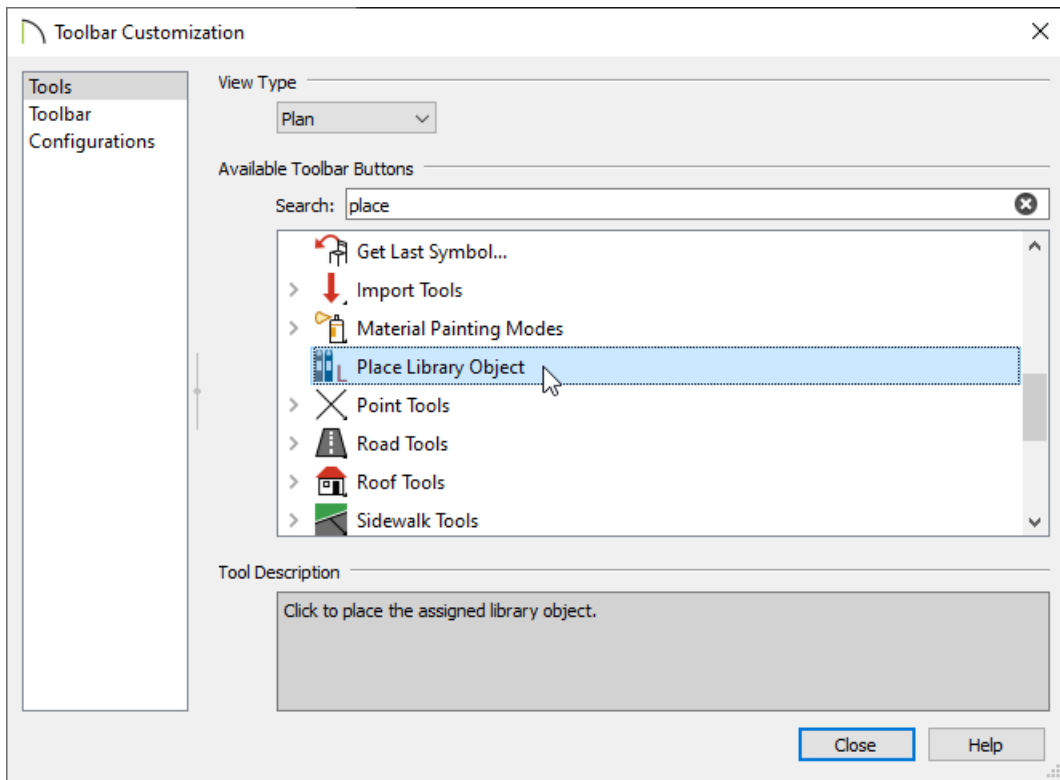 Toolbar Customization
Tools
Toolbar
Configurations
View Type
Plan
Available Toolbar Buttons
Search: place
Get Last Symbol...
Import Tools
Material Painting Modes
L Place Library Object
Point Tools
Road Tools
Roof Tools
Sidewalk Tools
Tool Description
Click to place the assigned library object.
Close Help